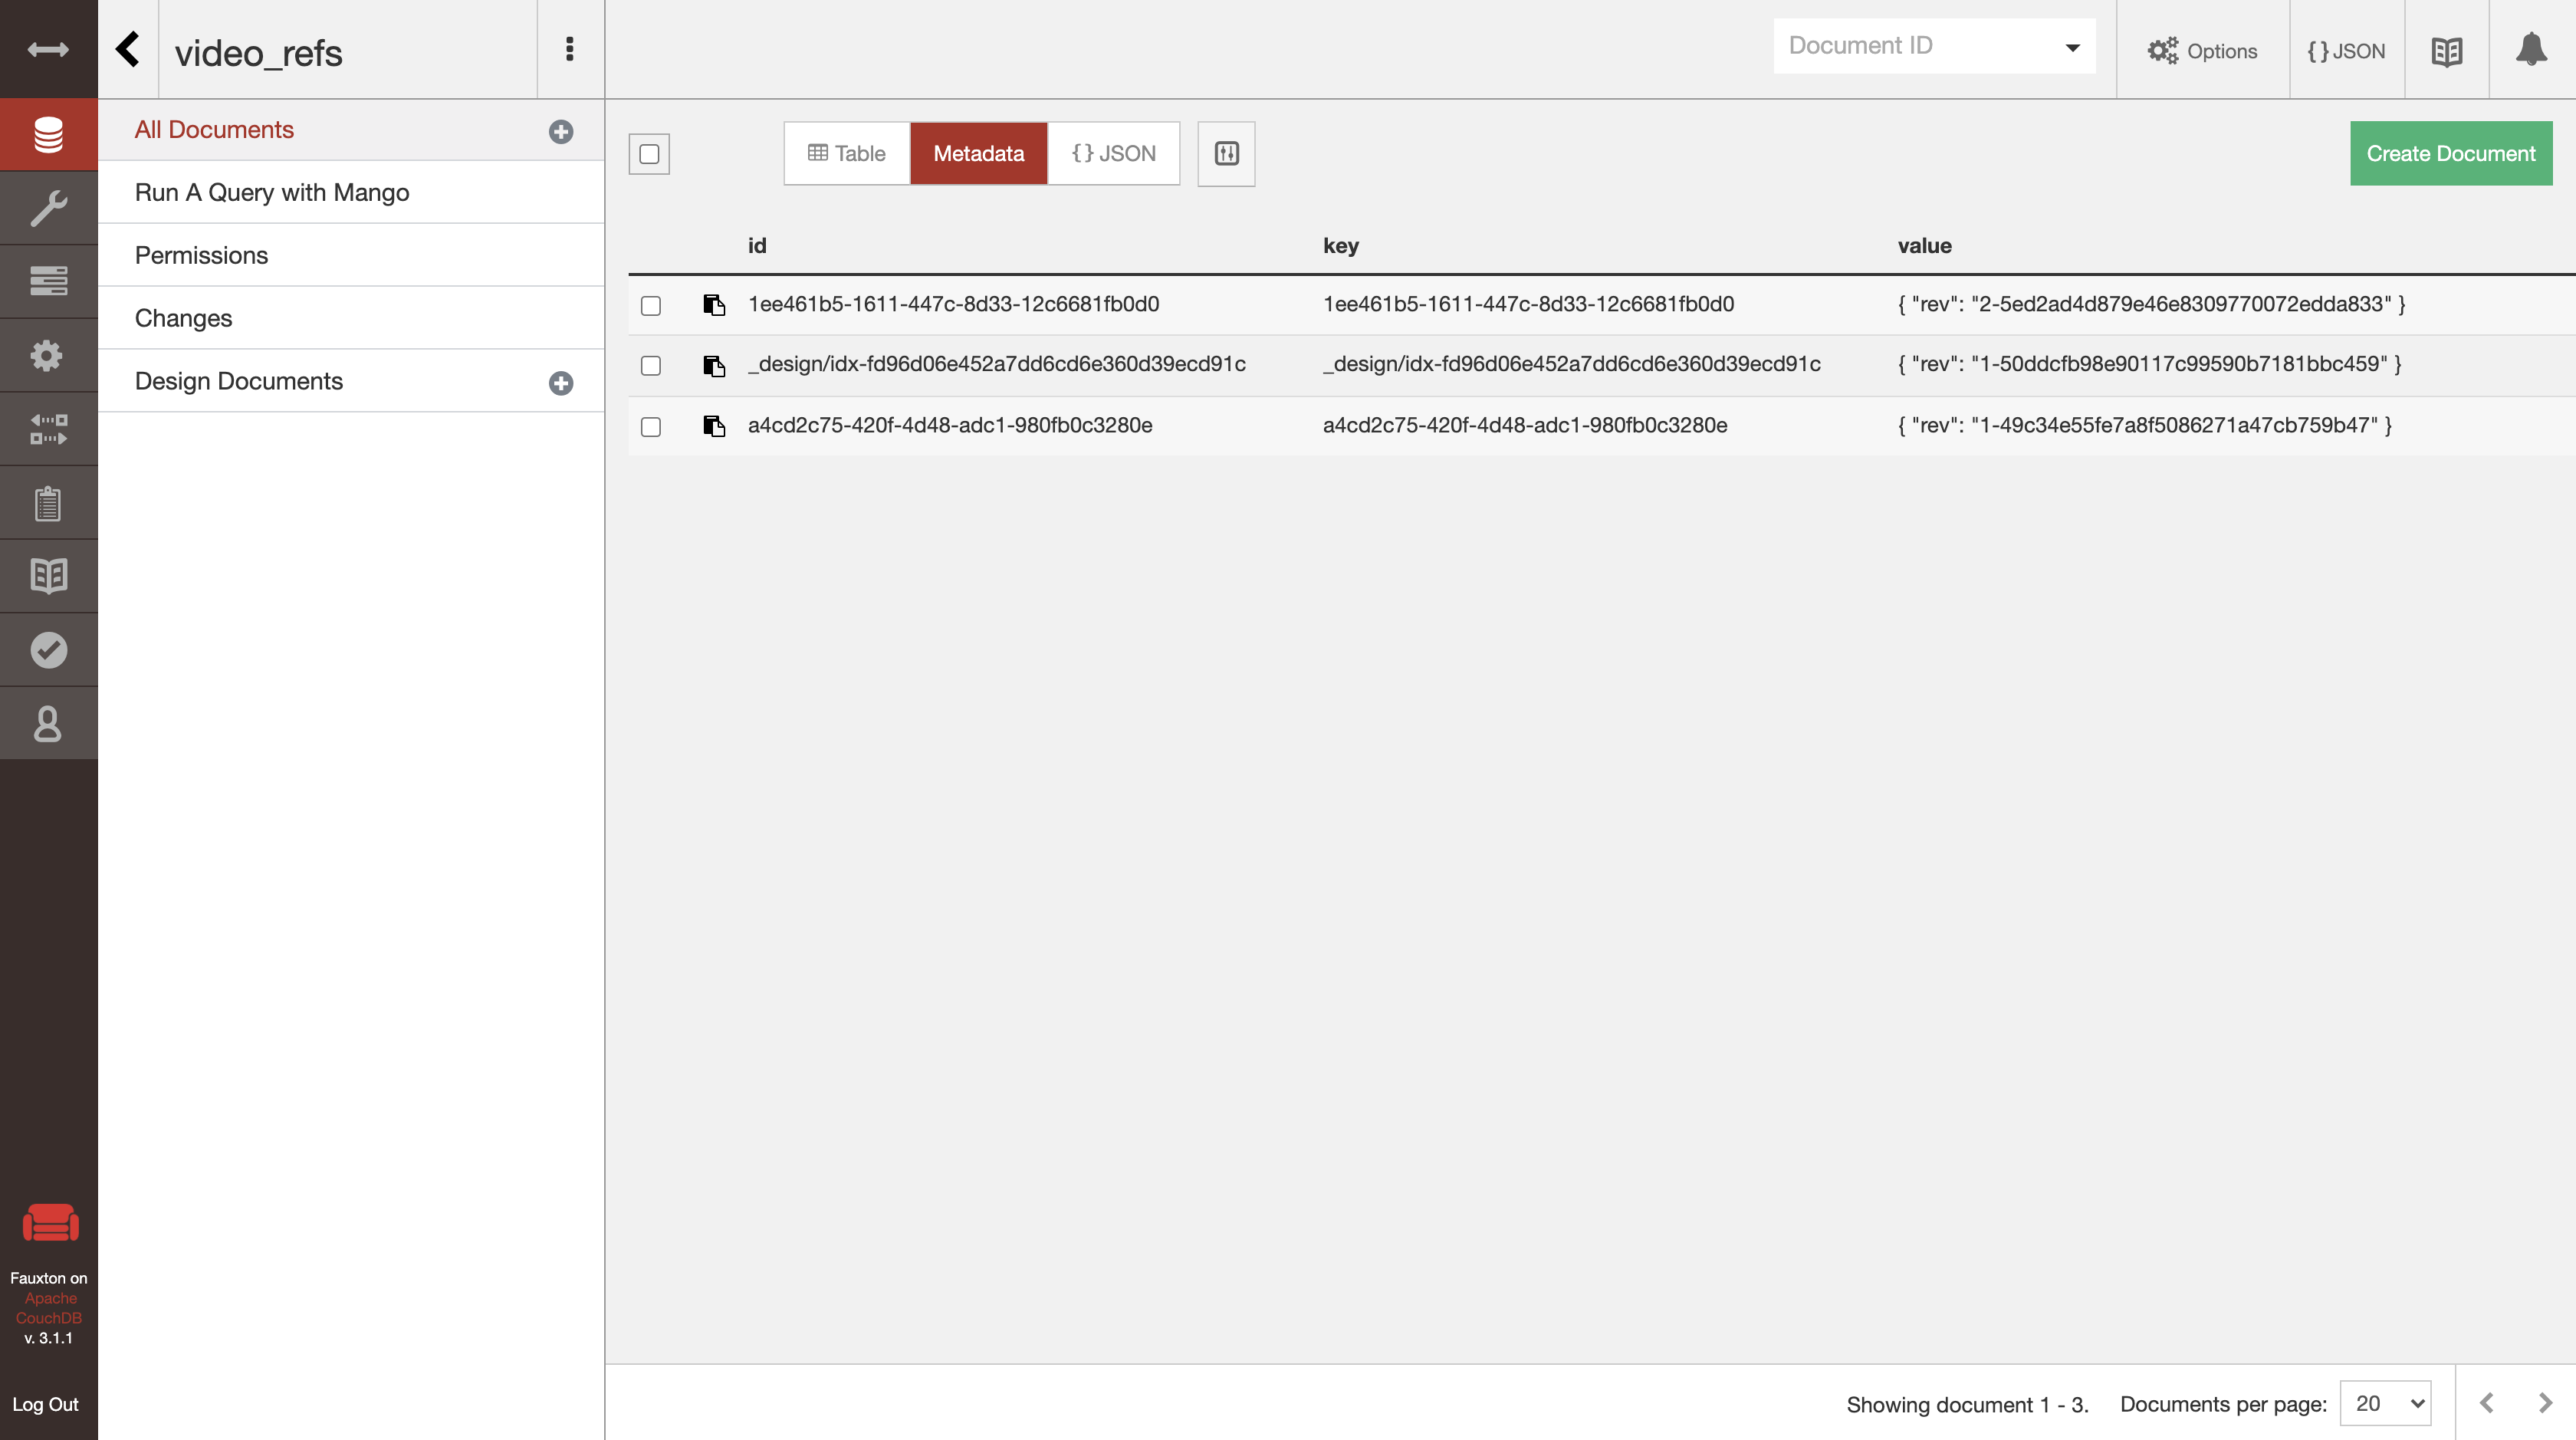 video_refs
Document ID
Options
{ } JSON
All Documents
Run A Query with Mango
Permissions
Changes
Design Documents
Table
Metadata
{ } JSON
Create Document
id key value
1ee461b5-1611-447c-8d33-12c6681fb0d0 1ee461b5-1611-447c-8d33-12c6681fb0d0 { "rev": "2-5ed2ad4d879e46e8309770072edda833" }
_design/idx-fd96d06e452a7dd6cd6e360d39ecd91c _design/idx-fd96d06e452a7dd6cd6e360d39ecd91c { "rev": "1-50ddcfb98e90117c99590b7181bbc459" }
a4cd2c75-420f-4d48-adc1-980fb0c3280e a4cd2c75-420f-4d48-adc1-980fb0c3280e { "rev": "1-49c34e55fe7a8f5086271a47cb759b47" }
Fauxton on
Apache
CouchDB
v. 3.1.1
Log Out
Showing document 1 - 3. Documents per page: 20